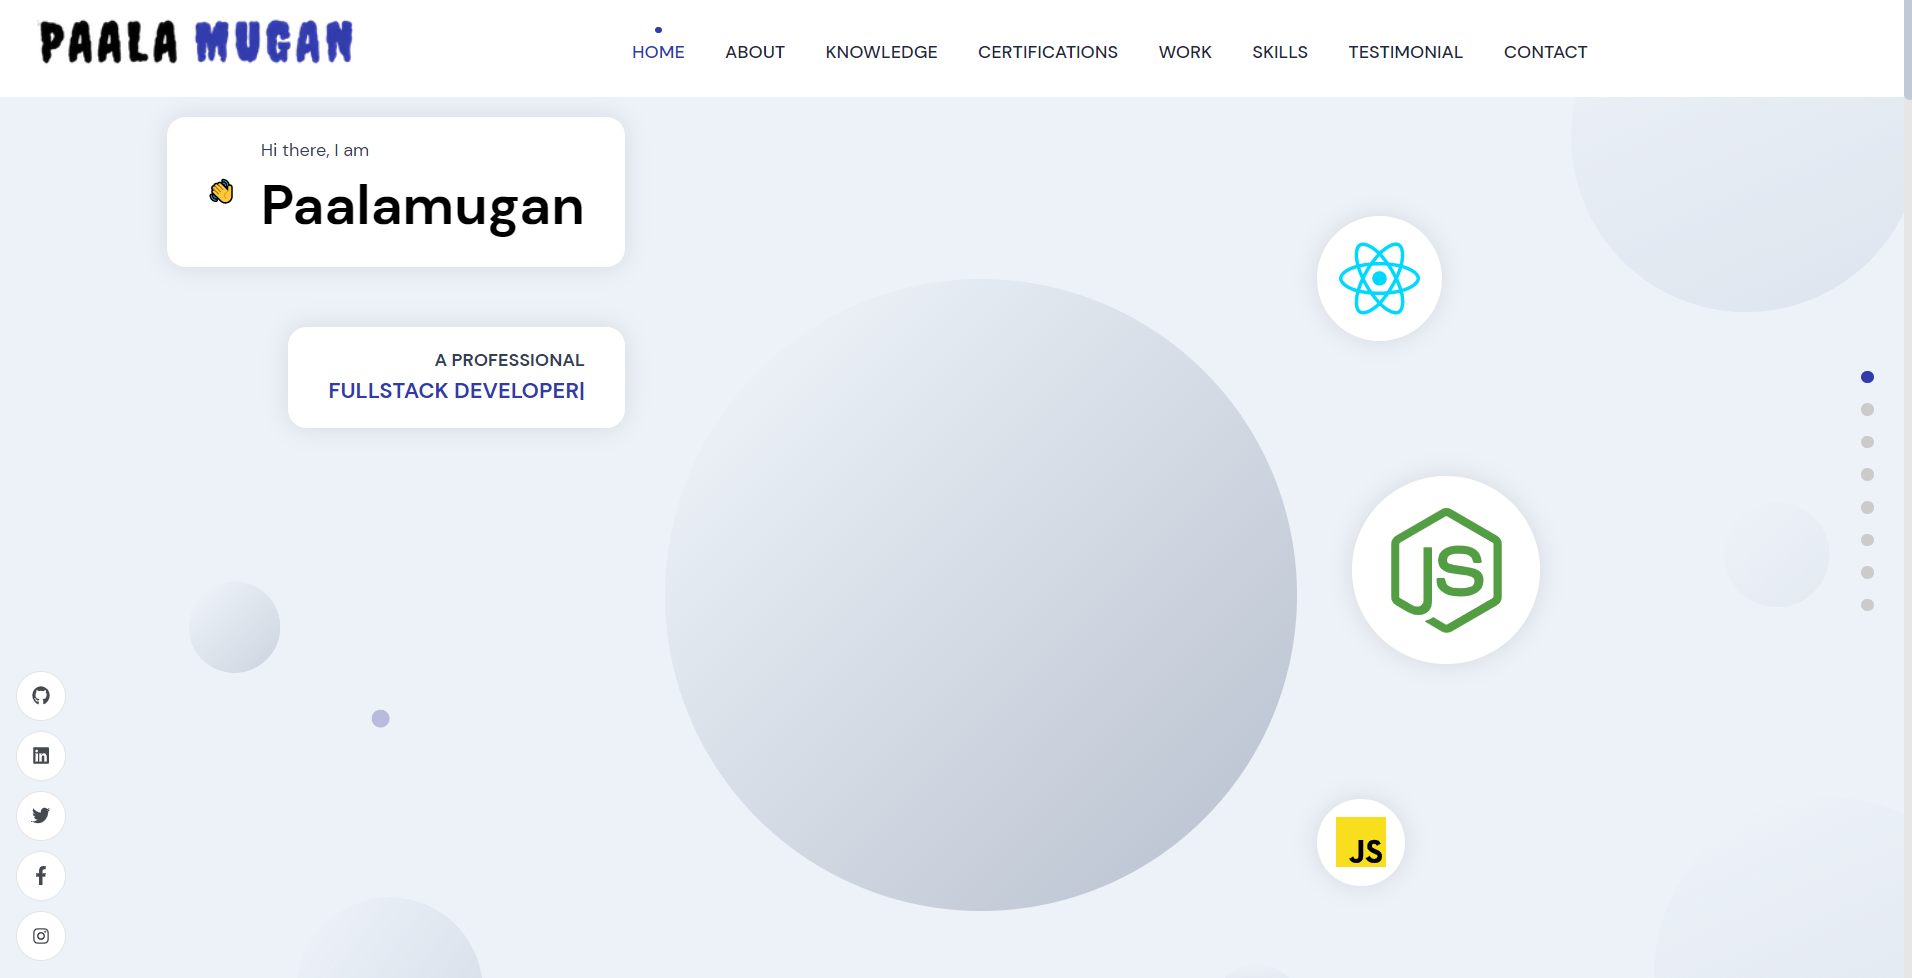 PAALA MUGAN
HOME ABOUT KNOWLEDGE CERTIFICATIONS WORK SKILLS TESTIMONIAL CONTACT
Hi there, I am
👋 Paalamugan
A PROFESSIONAL
FULLSTACK DEVELOPER|
JS
JS
in